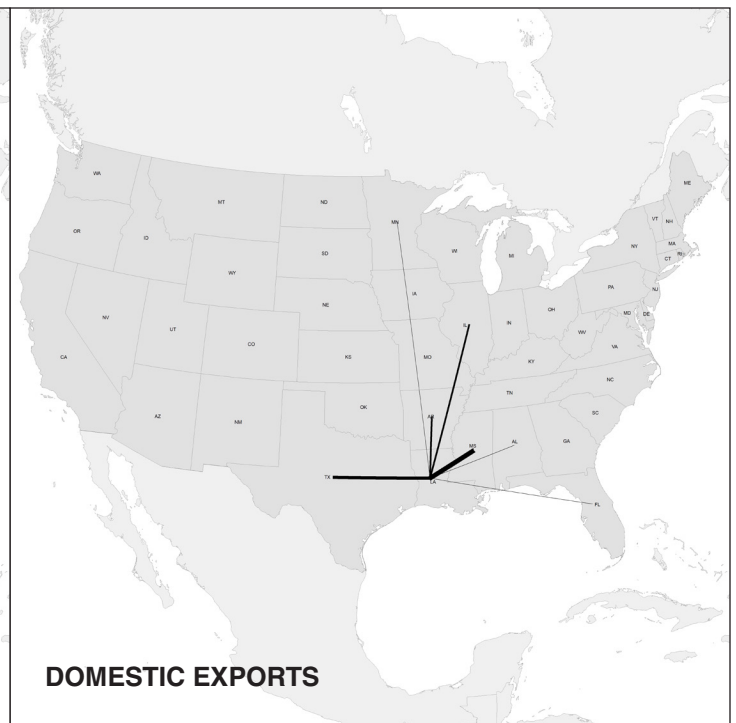 WA
MT
ND
MN
ME
OR
ID
SD
WI
MI
VT
NH
NY
MA
CT
RI
WY
IA
PA
NJ
NE
NV
UT
CO
IL
IN
OH
MD
DE
WV
VA
CA
KS
MO
KY
NC
TN
AZ
NM
OK
AR
SC
MS
AL
GA
TX
LA
FL
DOMESTIC EXPORTS